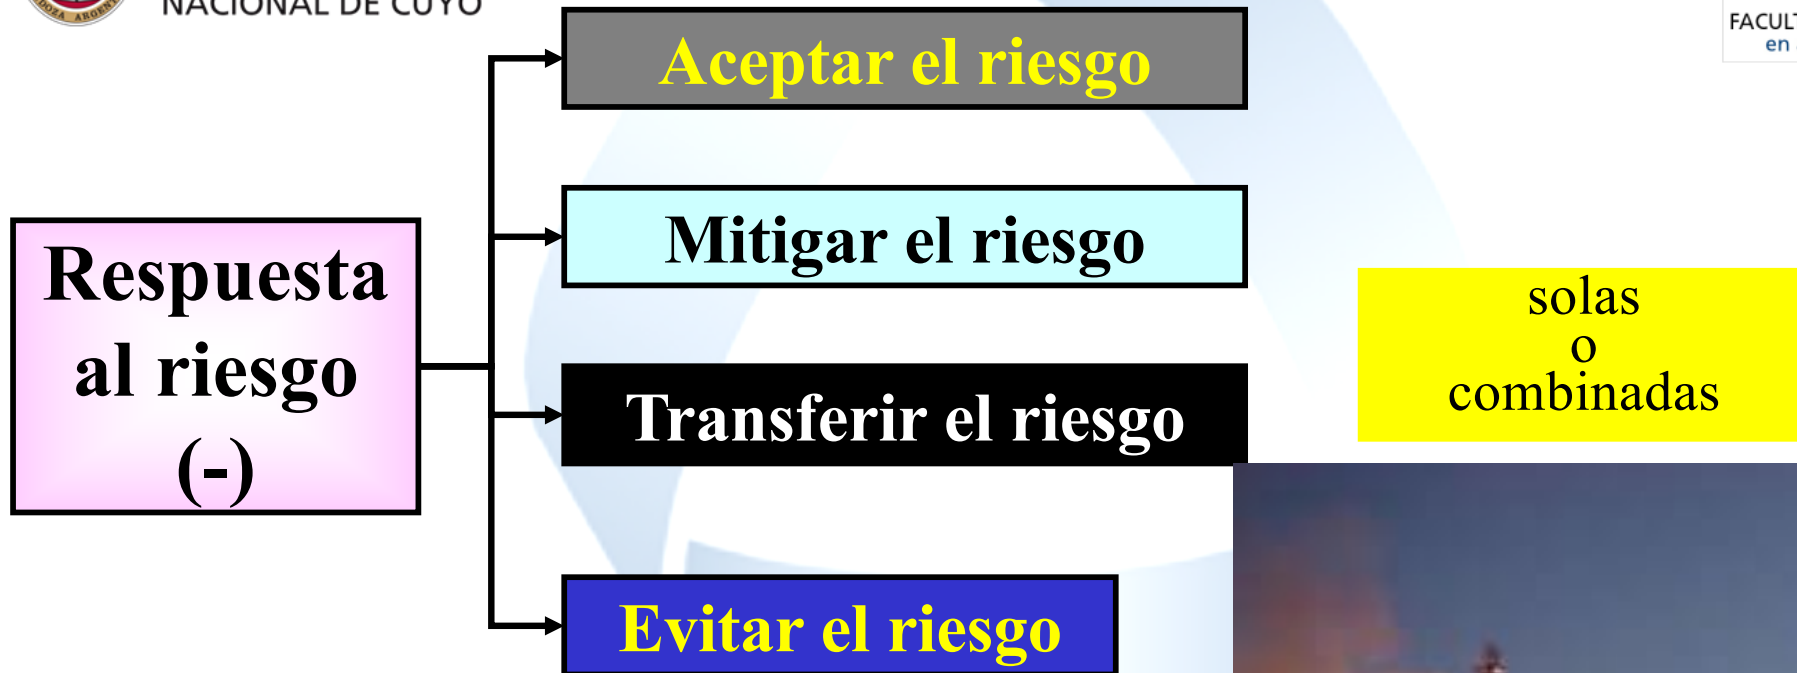 NACIONAL DE CUYO
en
Aceptar el riesgo
Mitigar el riesgo
Respuesta
al riesgo
(-)
Transferir el riesgo
Evitar el riesgo
solas
o
combinadas